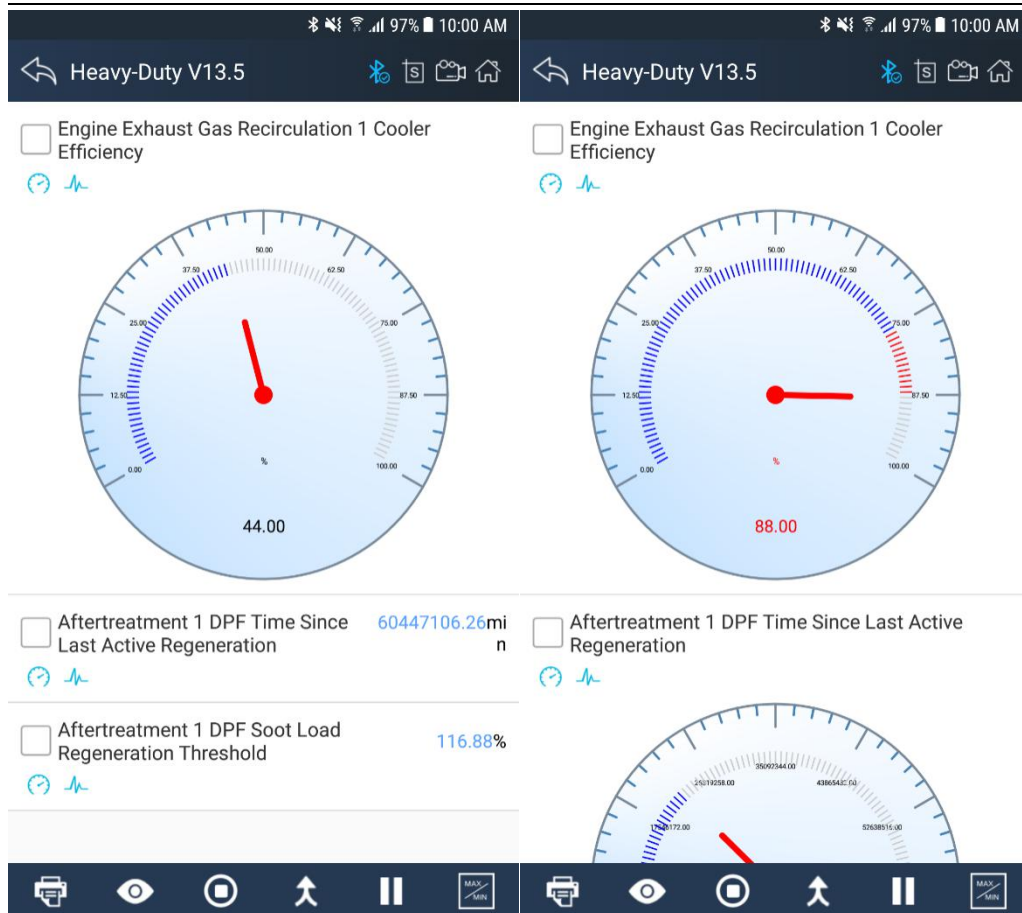 97% 10:00 AM
Heavy-Duty V13.5
S
Engine Exhaust Gas Recirculation 1 Cooler
Efficiency
50.00
37.50
62.50
25.00
75.00
12.50
87.50
%
0.00
100.00
44.00
Aftertreatment 1 DPF Time Since
Last Active Regeneration
60447106.26mi
n
Aftertreatment 1 DPF Soot Load
Regeneration Threshold
116.88%
MAX
MIN
97% 10:00 AM
Heavy-Duty V13.5
S
Engine Exhaust Gas Recirculation 1 Cooler
Efficiency
50.00
37.50
62.50
25.00
75.00
12.50
87.50
%
0.00
100.00
88.00
Aftertreatment 1 DPF Time Since Last Active
Regeneration
35092344.00
MAX
MIN